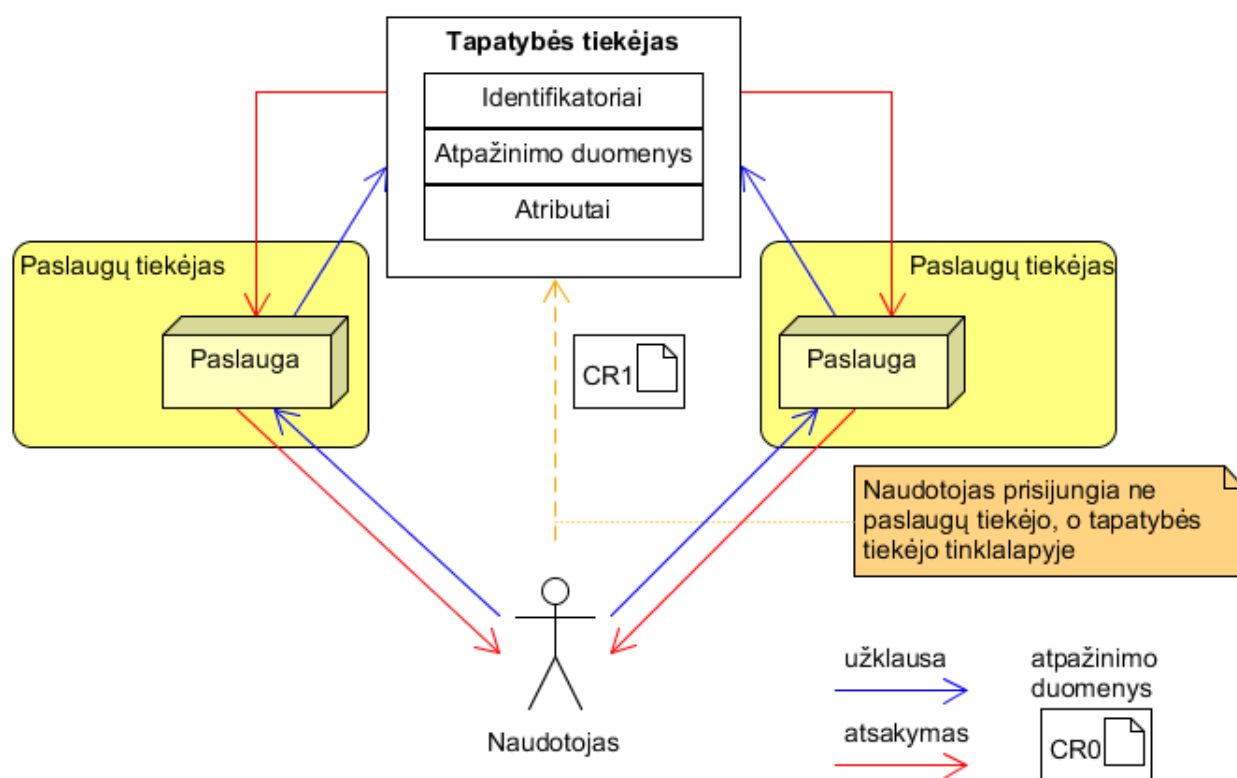 Tapatybės tiekėjas
Identifikatoriai
Atpažinimo duomenys
Atributai
Paslaugų tiekėjas
Paslauga
Paslaugų tiekėjas
Paslauga
CR1
Naudotojas prisijungia ne
paslaugų tiekėjo, o tapatybės
tiekėjo tinklalapyje
Naudotojas
užklausa
atsakymas
atpažinimo
duomenys
CR0